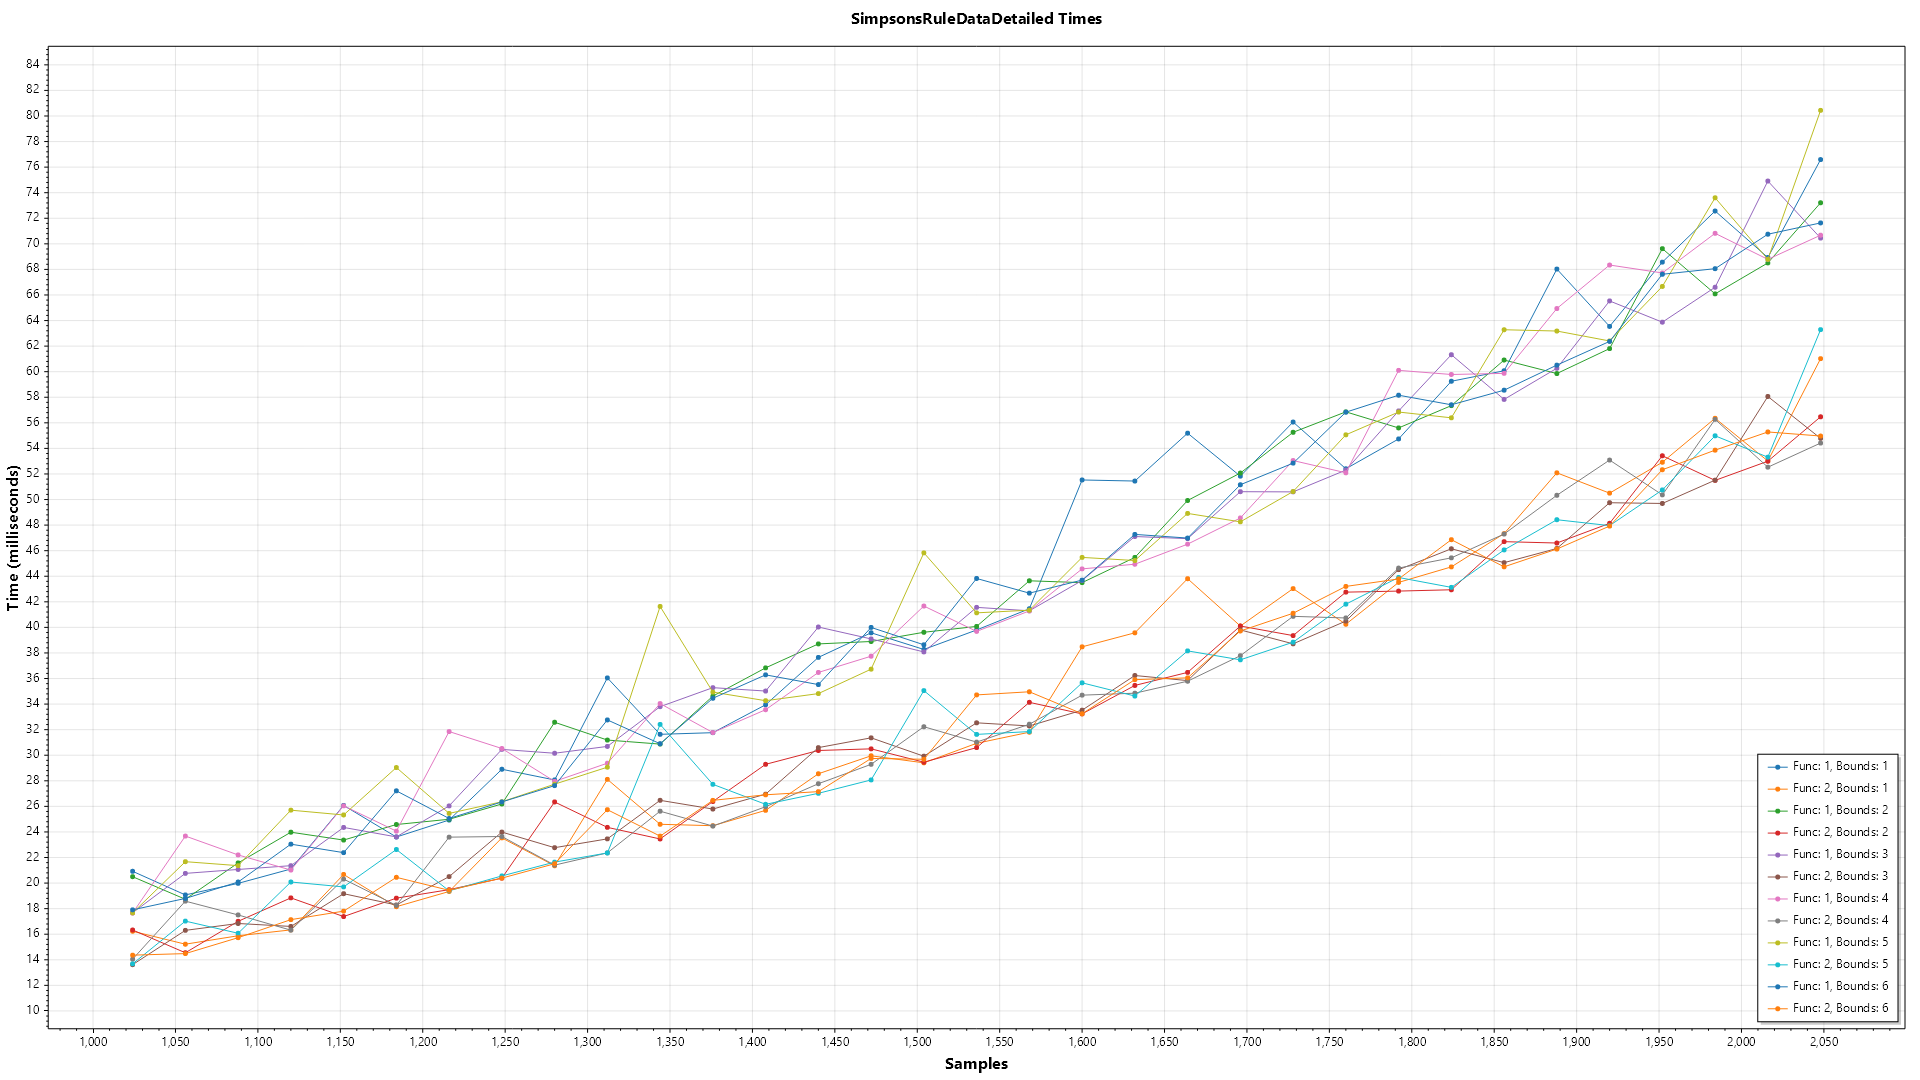 SimpsonsRuleDataDetailed Times
84
82
80
78
76
74
72
70
68
66
64
62
60
58
56
54
52
50
48
46
44
42
40
38
36
34
32
30
28
26
24
22
20
18
16
14
12
10
Time (milliseconds)
Func: 1, Bounds: 1
Func: 2, Bounds: 1
Func: 1, Bounds: 2
Func: 2, Bounds: 2
Func: 1, Bounds: 3
Func: 2, Bounds: 3
Func: 1, Bounds: 4
Func: 2, Bounds: 4
Func: 1, Bounds: 5
Func: 2, Bounds: 5
Func: 1, Bounds: 6
Func: 2, Bounds: 6
1,000 1,050 1,100 1,150 1,200 1,250 1,300 1,350 1,400 1,450 1,500 1,550 1,600 1,650 1,700 1,750 1,800 1,850 1,900 1,950 2,000 2,050
Samples